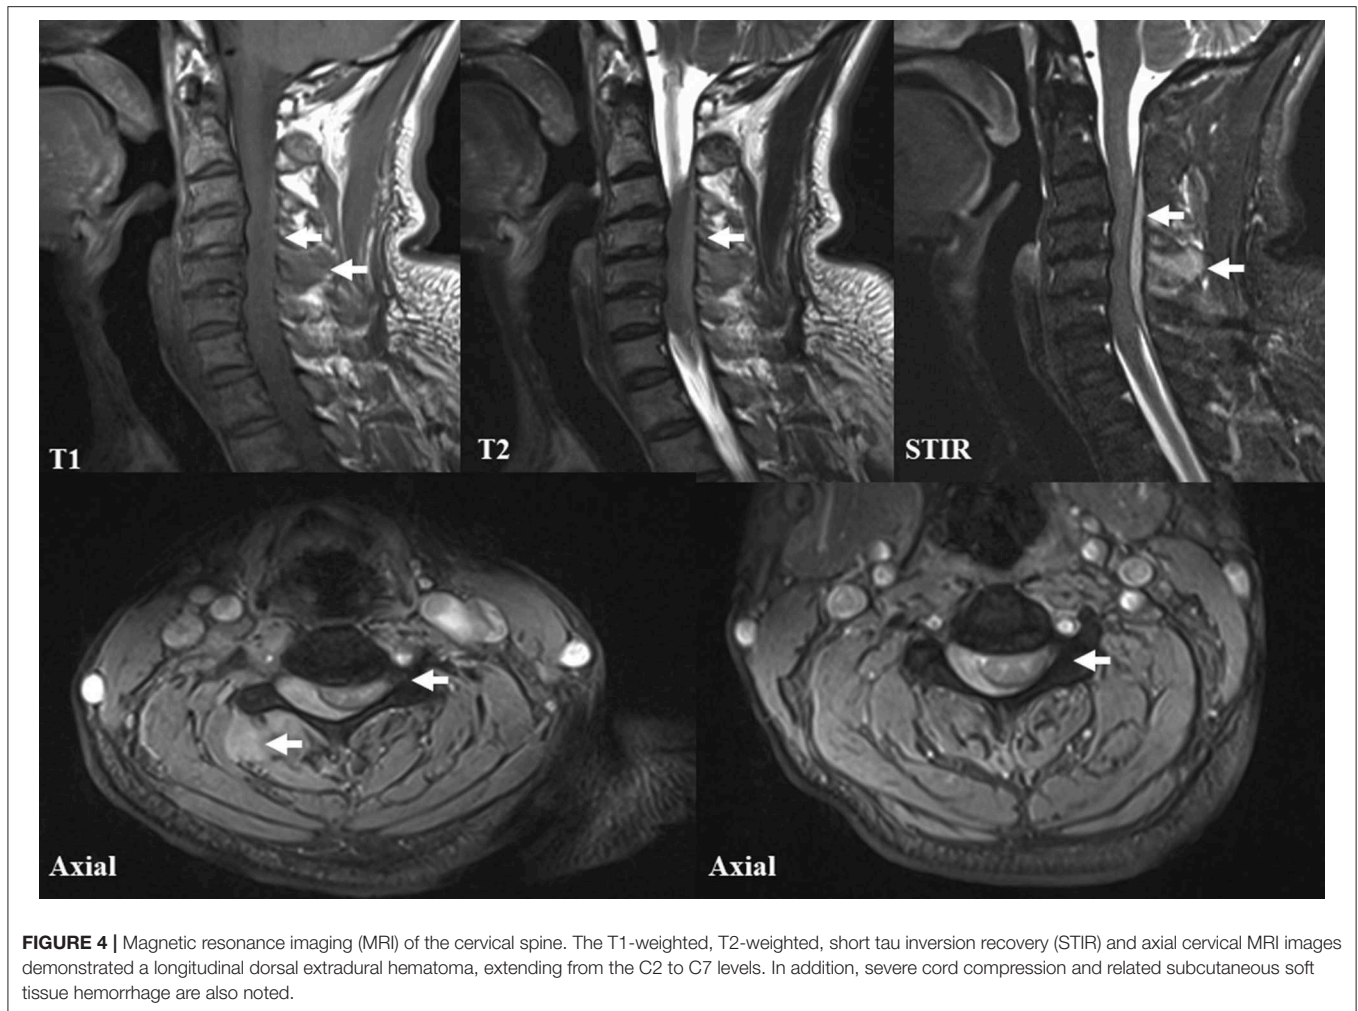 T1
T2
STIR
Axial
Axial
FIGURE 4 | Magnetic resonance imaging (MRI) of the cervical spine. The T1-weighted, T2-weighted, short tau inversion recovery (STIR) and axial cervical MRI images
demonstrated a longitudinal dorsal extradural hematoma, extending from the C2 to C7 levels. In addition, severe cord compression and related subcutaneous soft
tissue hemorrhage are also noted.